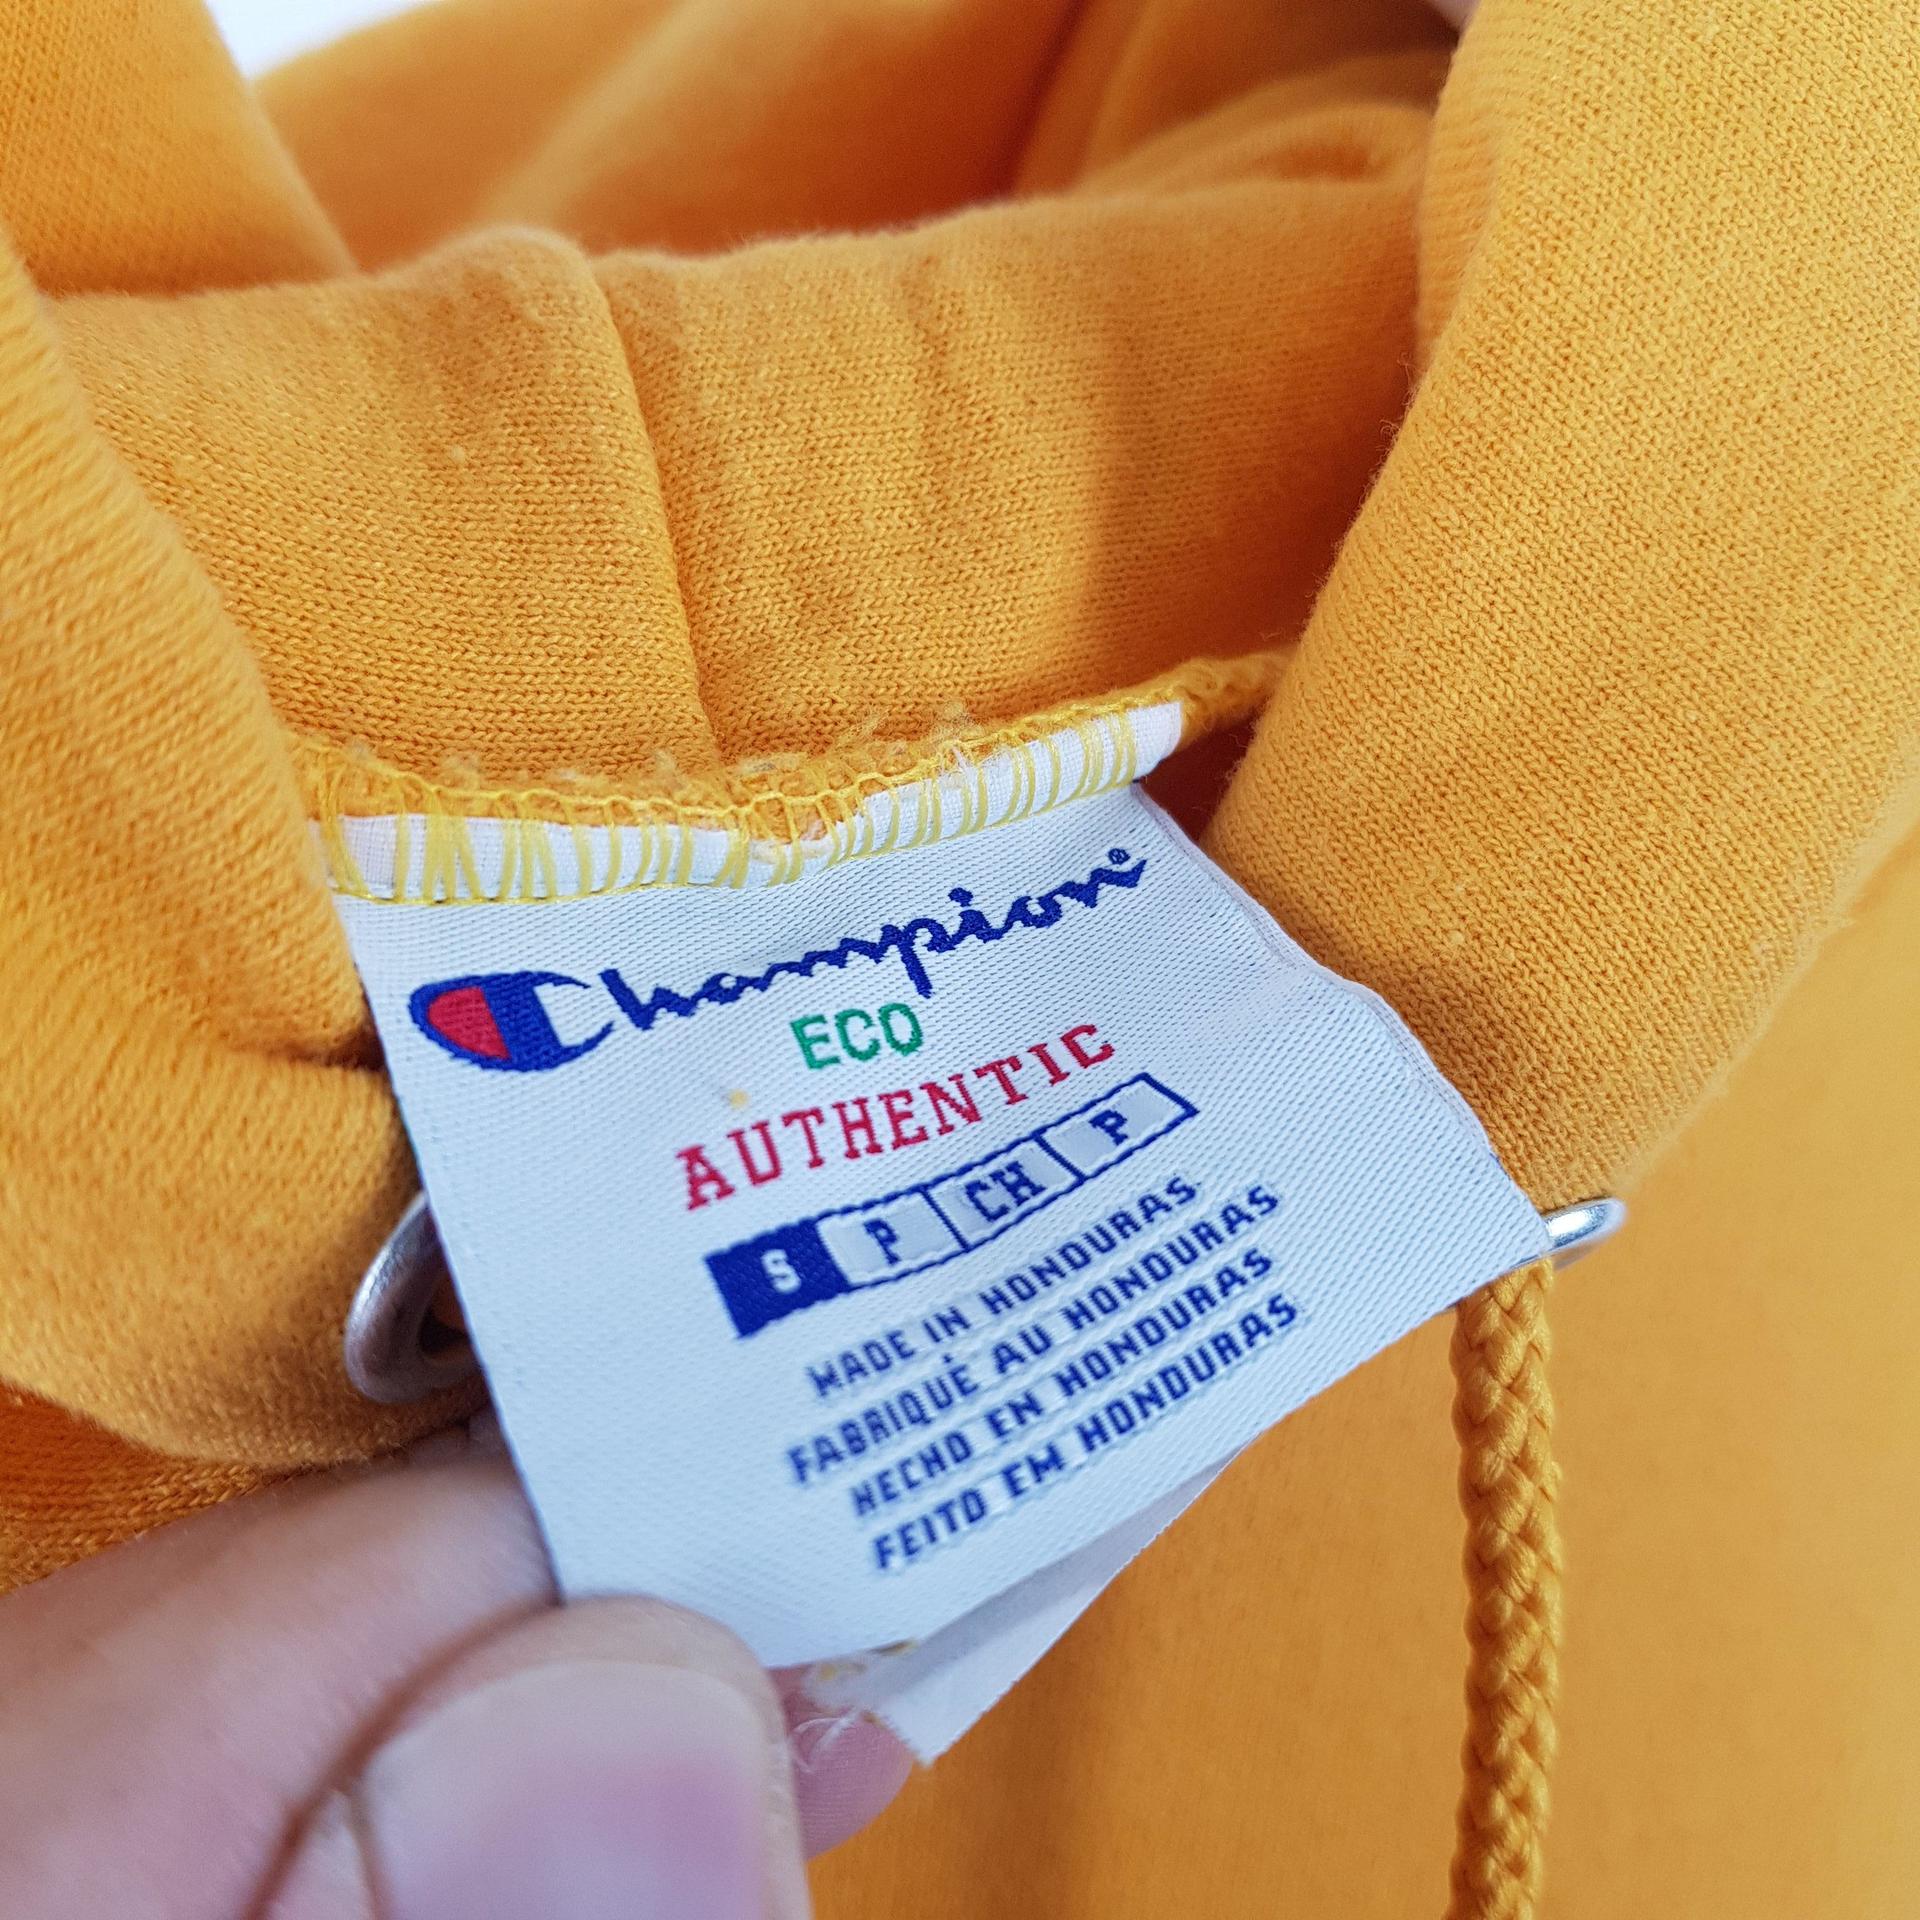 Champion®
ECO
AUTHENTIC
S P CH P
MADE IN HONDURAS
FABRIQUÉ AU HONDURAS
HECHO EN HONDURAS
FEITO EM HONDURAS